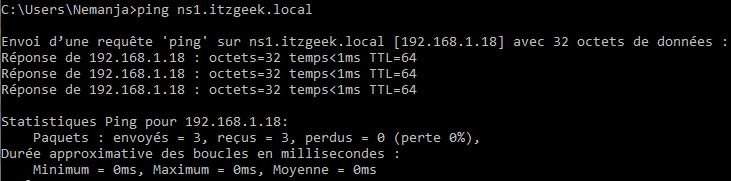 C:\Users\Nemanja>ping ns1.itzgeek.local
Envoi d’une requête 'ping' sur ns1.itzgeek.local [192.168.1.18] avec 32 octets de données :
Réponse de 192.168.1.18 : octets=32 temps<1ms TTL=64
Réponse de 192.168.1.18 : octets=32 temps<1ms TTL=64
Réponse de 192.168.1.18 : octets=32 temps<1ms TTL=64
Statistiques Ping pour 192.168.1.18:
Paquets : envoyés = 3, reçus = 3, perdus = 0 (perte 0%),
Durée approximative des boucles en millisecondes :
Minimum = 0ms, Maximum = 0ms, Moyenne = 0ms